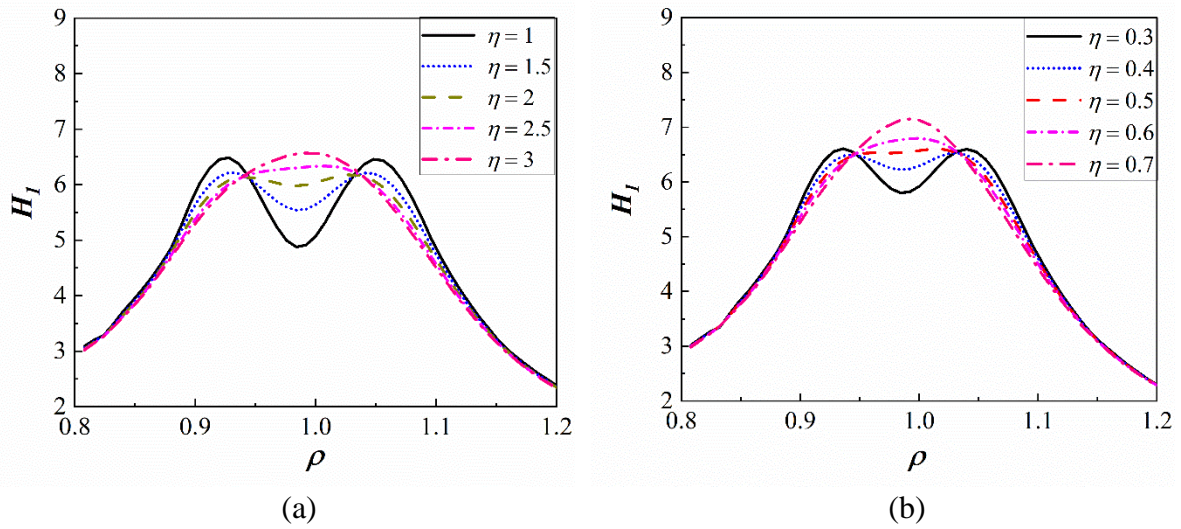 9
8
7
6
5
4
3
2
H1
0.8 0.9 1.0 1.1 1.2
ρ
η = 1
η = 1.5
η = 2
η = 2.5
η = 3
(a)
9
8
7
6
5
4
3
2
H1
0.8 0.9 1.0 1.1 1.2
ρ
η = 0.3
η = 0.4
η = 0.5
η = 0.6
η = 0.7
(b)